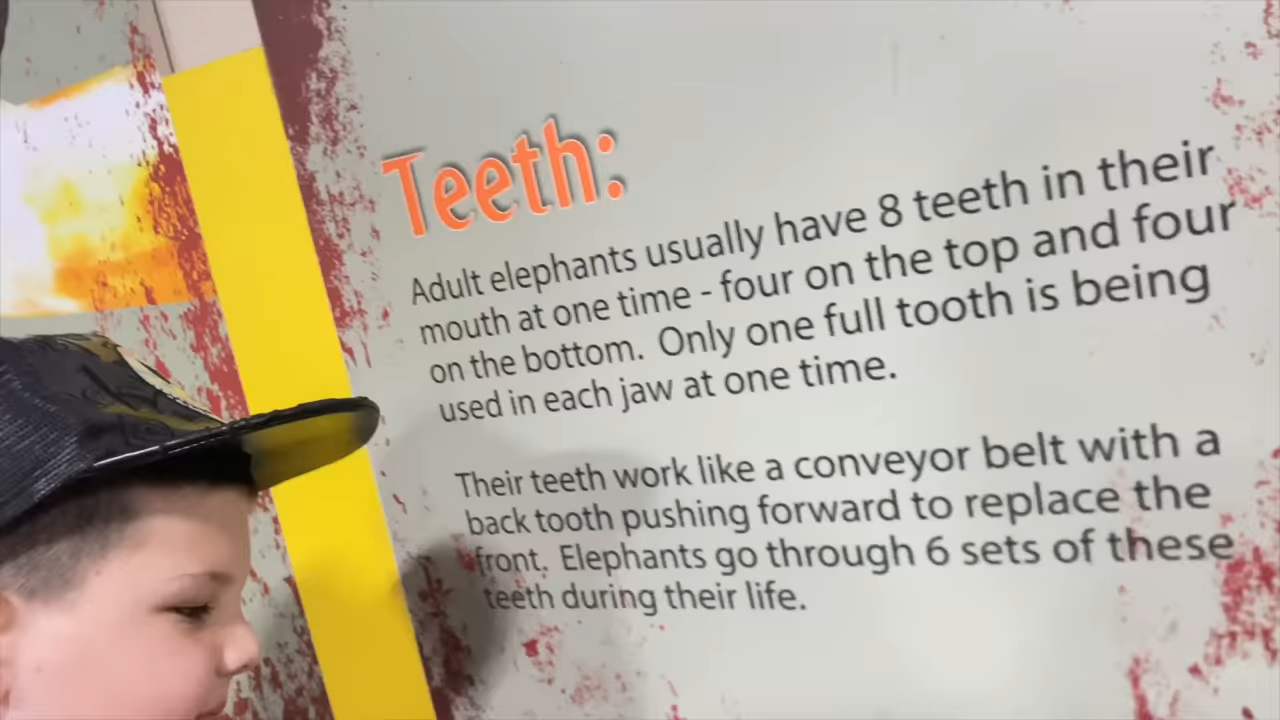 Teeth:
Adult elephants usually have 8 teeth in their
mouth at one time - four on the top and four
on the bottom. Only one full tooth is being
used in each jaw at one time.
Their teeth work like a conveyor belt with a
back tooth pushing forward to replace the
front. Elephants go through 6 sets of these
teeth during their life.